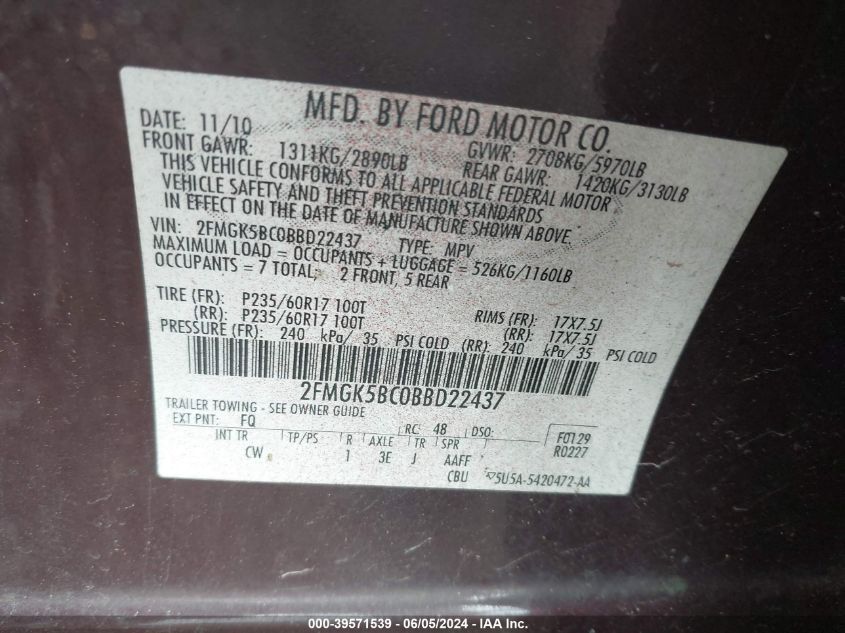 MFD. BY FORD MOTOR CO.
DATE: 11/10 GVWR: 2708KG/5970LB
FRONT GAWR: 1311KG/2890LB REAR GAWR: 1420KG/3130LB
THIS VEHICLE CONFORMS TO ALL APPLICABLE FEDERAL MOTOR
VEHICLE SAFETY AND THEFT PREVENTION STANDARDS
IN EFFECT ON THE DATE OF MANUFACTURE SHOWN ABOVE.
VIN: 2FMGK5BC0BBD22437 TYPE: MPV
MAXIMUM LOAD = OCCUPANTS + LUGGAGE = 526KG/1160LB
OCCUPANTS = 7 TOTAL; 2 FRONT, 5 REAR
TIRE (FR): P235/60R17 100T RIMS (FR): 17X7.5J
(RR): P235/60R17 100T (RR): 17X7.5J
PRESSURE (FR): 240 kPa/ 35 PSI COLD (RR): 240 kPa/ 35 PSI COLD
2FMGK5BC0BBD22437
TRAILER TOWING - SEE OWNER GUIDE
EXT PNT: FQ RC: 48 DSO: F0129
INT TR TP/PS R AXLE TR SPR R0227
CW 1 3E J AAFF
CBU 5U5A-5420472-AA
000-39571539 - 06/05/2024 - IAA Inc.